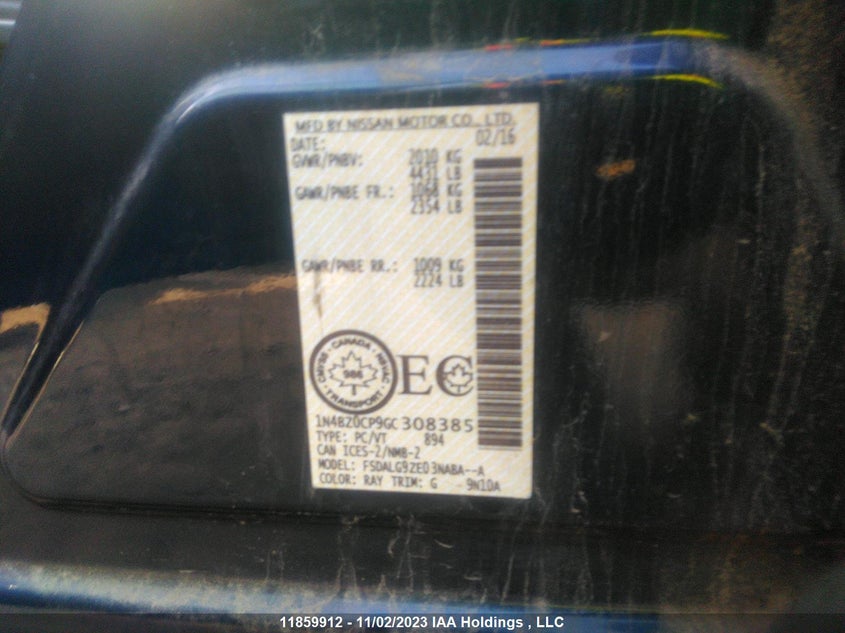 MFD BY NISSAN MOTOR CO., LTD.
DATE: 02/16
GVWR/PNBV: 2010 KG
4431 LB
GAWR/PNBE FR.: 1068 KG
2354 LB
GAWR/PNBE RR.: 1009 KG
2224 LB
CANADA
TRANSPORT
EC
1N4BZ0CP9GC308385
TYPE: PC/VT 894
CAN ICES-2/NMB-2
MODEL: FSDALG9ZE03NABA--A
COLOR: RAY TRIM: G 9N10A
11859912 - 11/02/2023 IAA Holdings , LLC